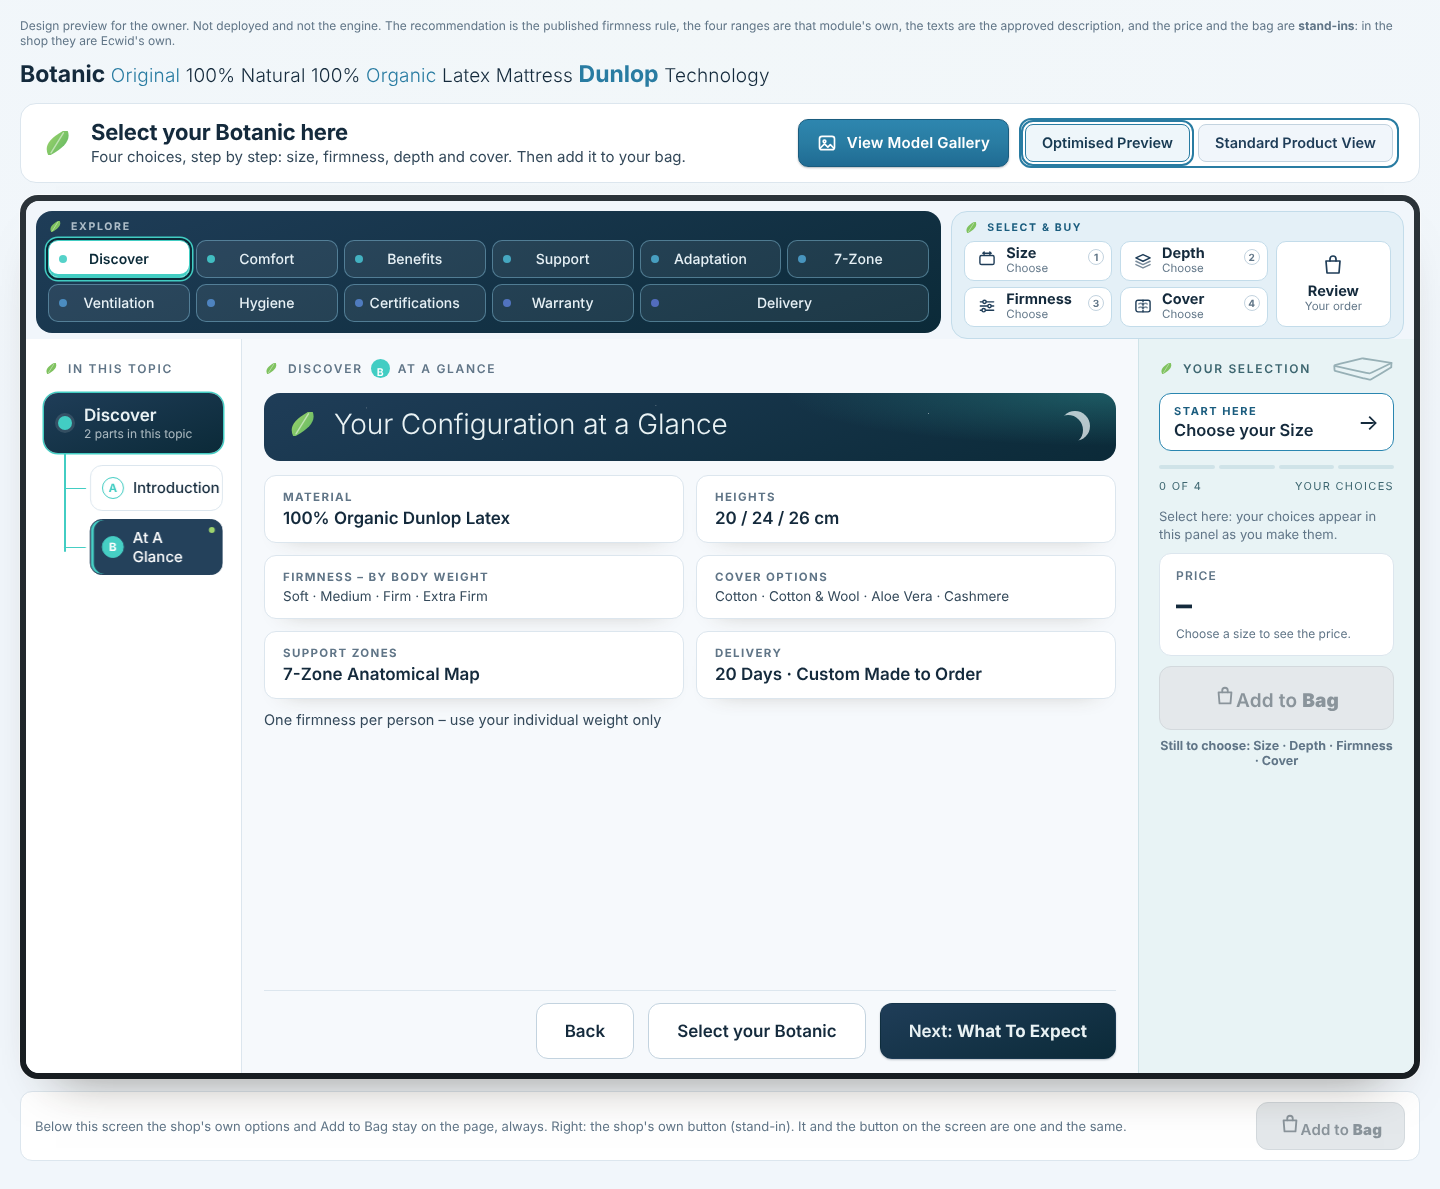 Design preview for the owner. Not deployed and not the engine. The recommendation is the published firmness rule, the four ranges are that module's own, the texts are the approved description, and the price and the bag are stand-ins: in the
shop they are Ecwid's own.
Botanic Original 100% Natural 100% Organic Latex Mattress Dunlop Technology
Select your Botanic here
Four choices, step by step: size, firmness, depth and cover. Then add it to your bag.
View Model Gallery
Optimised Preview
Standard Product View
EXPLORE
Discover
Comfort
Benefits
Support
Adaptation
7-Zone
Ventilation
Hygiene
Certifications
Warranty
Delivery
SELECT & BUY
Size
Choose
1
Depth
Choose
2
Firmness
Choose
3
Cover
Choose
4
Review
Your order
IN THIS TOPIC
Discover
2 parts in this topic
A Introduction
B At A
Glance
DISCOVER B AT A GLANCE
Your Configuration at a Glance
MATERIAL
100% Organic Dunlop Latex
HEIGHTS
20 / 24 / 26 cm
FIRMNESS – BY BODY WEIGHT
Soft · Medium · Firm · Extra Firm
COVER OPTIONS
Cotton · Cotton & Wool · Aloe Vera · Cashmere
SUPPORT ZONES
7-Zone Anatomical Map
DELIVERY
20 Days · Custom Made to Order
One firmness per person – use your individual weight only
Back
Select your Botanic
Next: What To Expect
YOUR SELECTION
START HERE
Choose your Size
0 OF 4
YOUR CHOICES
Select here: your choices appear in
this panel as you make them.
PRICE
–
Choose a size to see the price.
Add to Bag
Still to choose: Size · Depth · Firmness
· Cover
Below this screen the shop's own options and Add to Bag stay on the page, always. Right: the shop's own button (stand-in). It and the button on the screen are one and the same.
Add to Bag